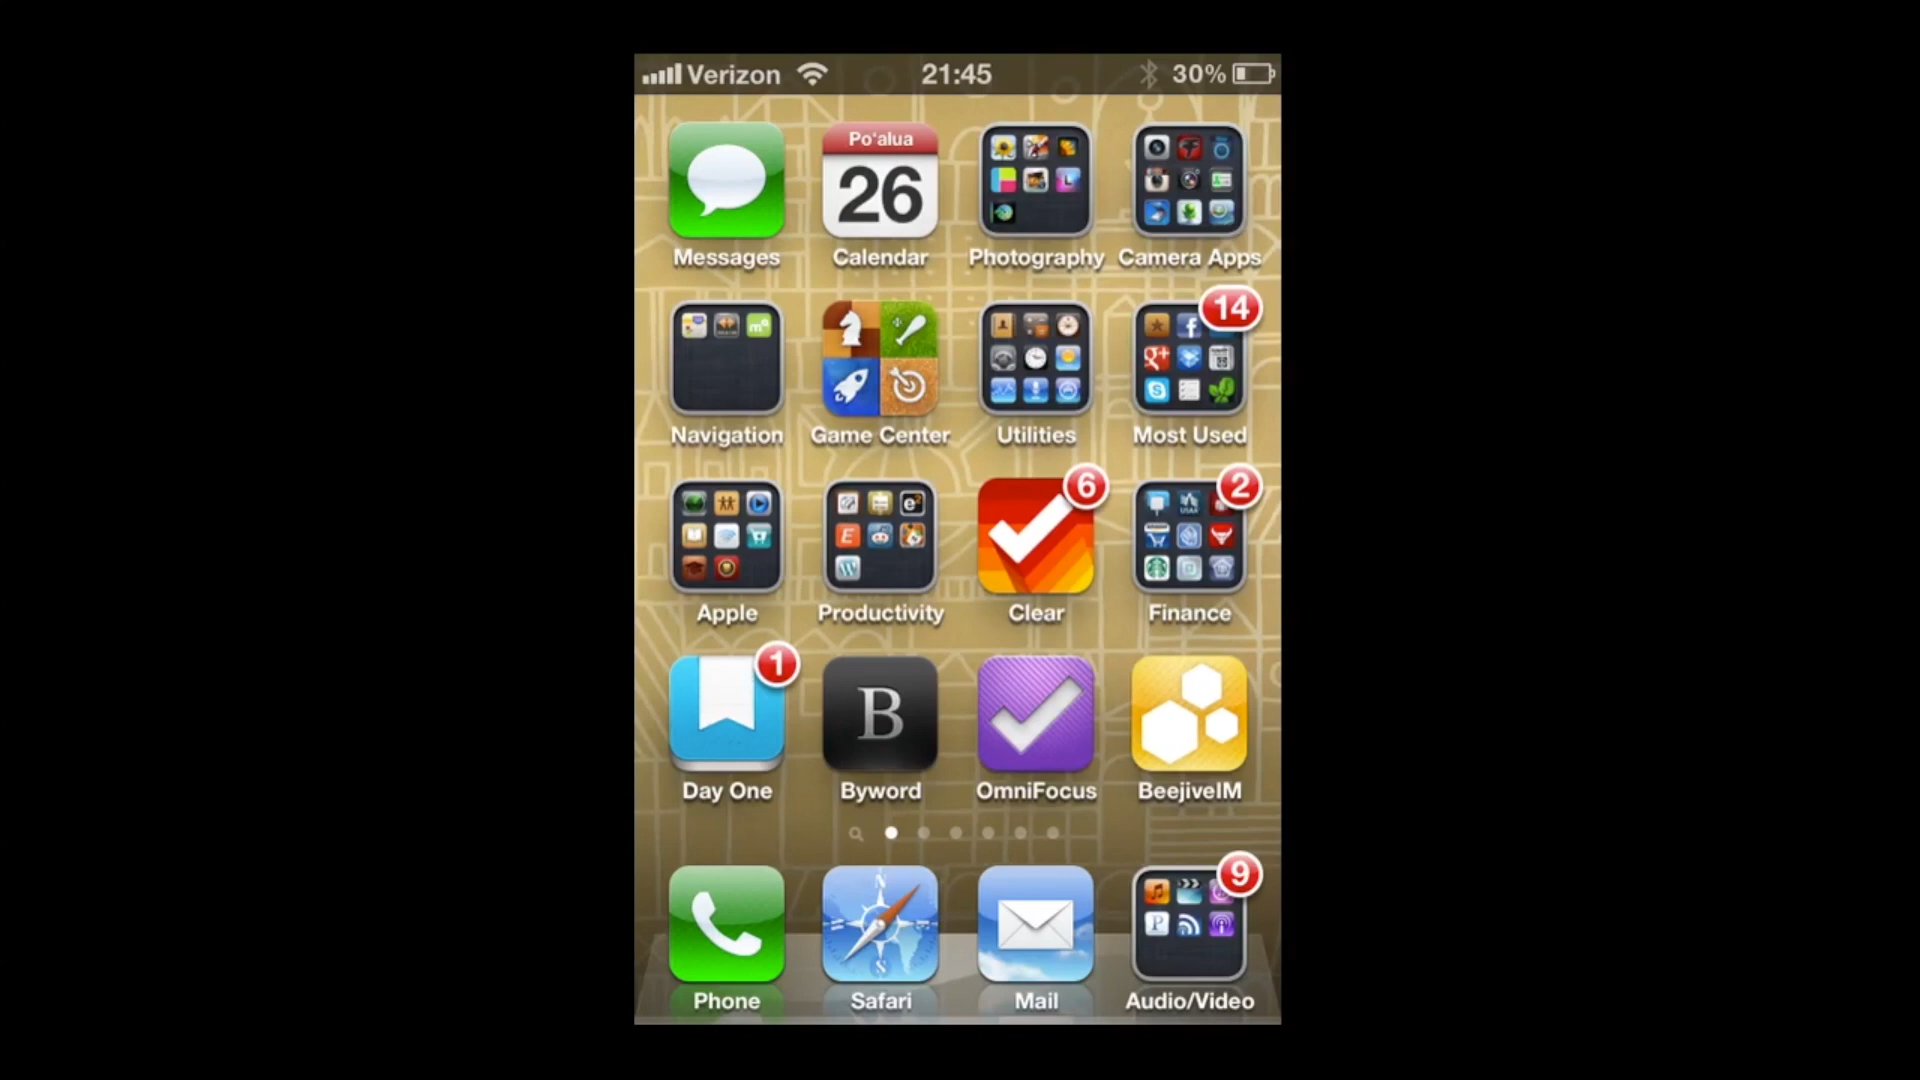 Verizon 21:45 30%
Po'alua
26
Messages Calendar Photography Camera Apps
14
Navigation Game Center Utilities Most Used
6 2
Apple Productivity Clear Finance
1
B
Day One Byword OmniFocus BeejiveIM
9
N
S
Phone Safari Mail Audio/Video